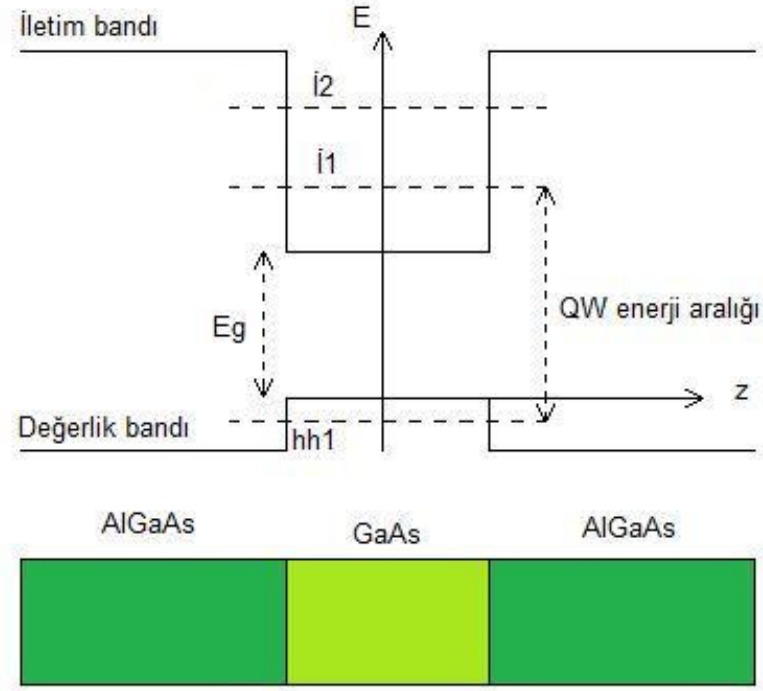 İletim bandı
E
İ2
İ1
Eg
QW enerji aralığı
z
Değerlik bandı
hh1
AlGaAs
GaAs
AlGaAs